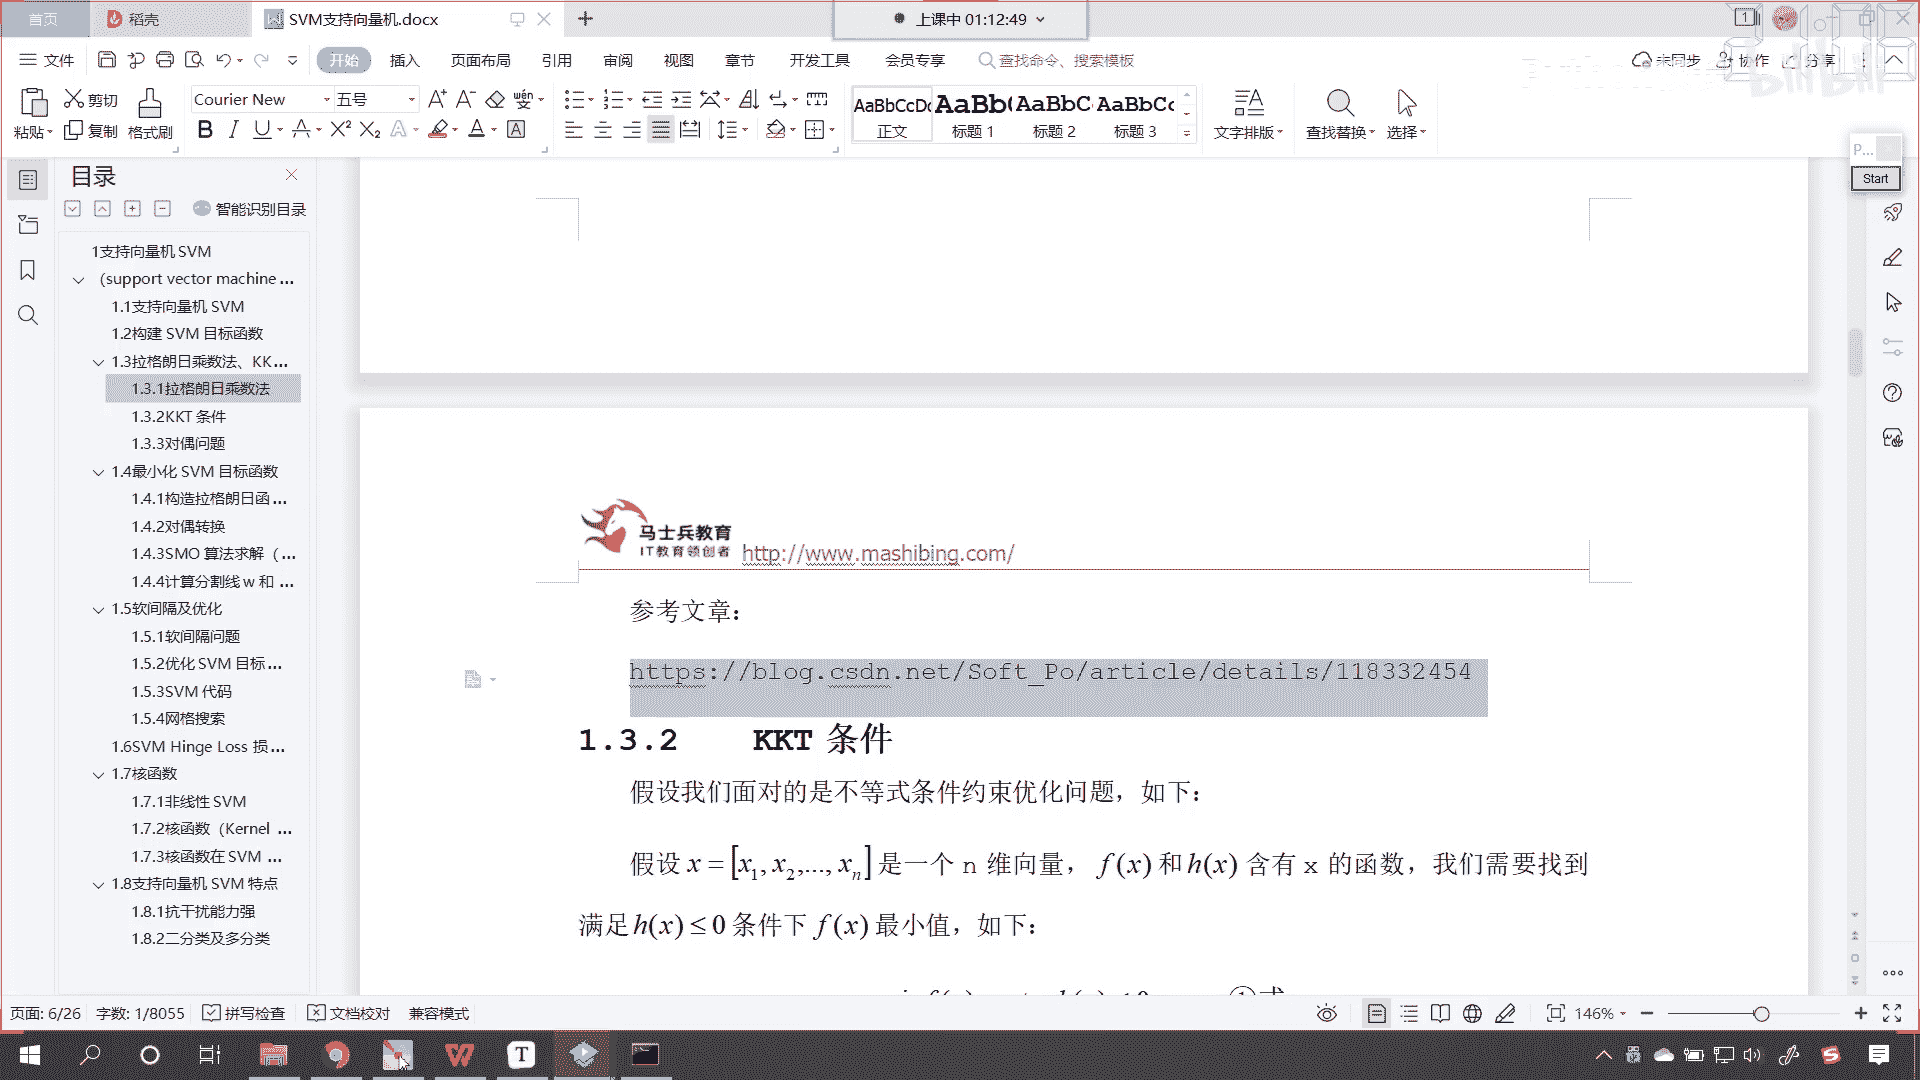 首页
稻壳
SVM支持向量机.docx
上课中 01:12:49
1
文件
开始
插入
页面布局
引用
审阅
视图
章节
开发工具
会员专享
查找命令、搜索模板
未同步
协作
分享
粘贴
剪切
复制
格式刷
Courier New
五号
AaBbCcDd
正文
AaBb(
标题 1
AaBbC
标题 2
AaBbCc
标题 3
文字排版
查找替换
选择
P...
Start
目录
智能识别目录
1支持向量机 SVM
（support vector machine ...
1.1支持向量机 SVM
1.2构建 SVM 目标函数
1.3拉格朗日乘数法、KK...
1.3.1拉格朗日乘数法
1.3.2KKT 条件
1.3.3对偶问题
1.4最小化 SVM 目标函数
1.4.1构造拉格朗日函 ...
1.4.2对偶转换
1.4.3SMO 算法求解（ ...
1.4.4计算分割线 w 和 ...
1.5软间隔及优化
1.5.1软间隔问题
1.5.2优化 SVM 目标 ...
1.5.3SVM 代码
1.5.4网格搜索
1.6SVM Hinge Loss 损 ...
1.7核函数
1.7.1非线性 SVM
1.7.2核函数（Kernel ...
1.7.3核函数在 SVM ...
1.8支持向量机 SVM 特点
1.8.1抗干扰能力强
1.8.2二分类及多分类
马士兵教育
IT教育领创者 http://www.mashibing.com/
参考文章：
https://blog.csdn.net/Soft_Po/article/details/118332454
1.3.2 KKT 条件
假设我们面对的是不等式条件约束优化问题，如下：
假设 x = [x₁, x₂,..., xₙ] 是一个 n 维向量， f(x) 和 h(x) 含有 x 的函数，我们需要找到
满足 h(x) ≤ 0 条件下 f(x) 最小值，如下：
页面: 6/26 字数: 1/8055 拼写检查 文档校对 兼容模式
146%